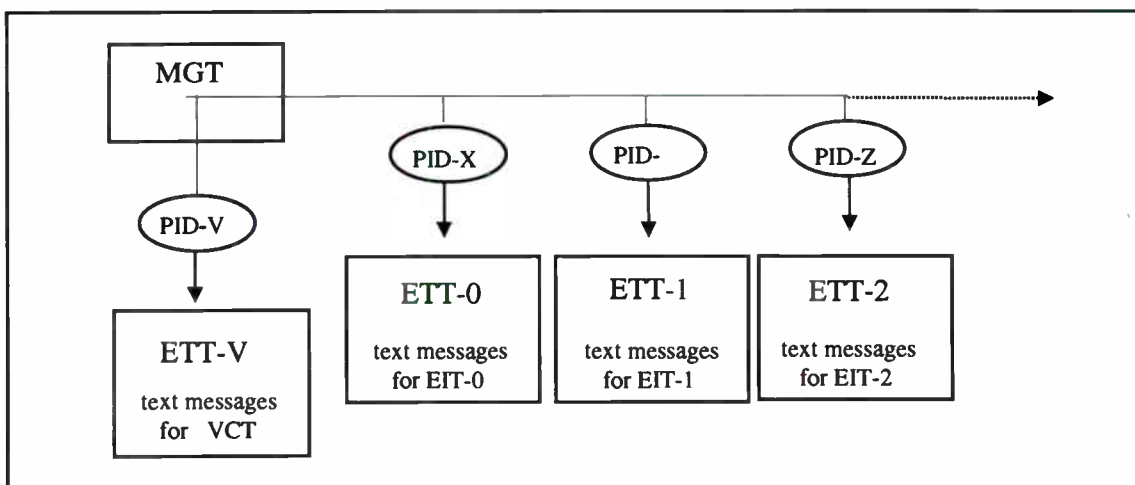 MGT
PID-X
PID-
PID-Z
PID-V
ETT-0
text messages
for EIT-0
ETT-1
text messages
for EIT-1
ETT-2
text messages
for EIT-2
ETT-V
text messages
for VCT